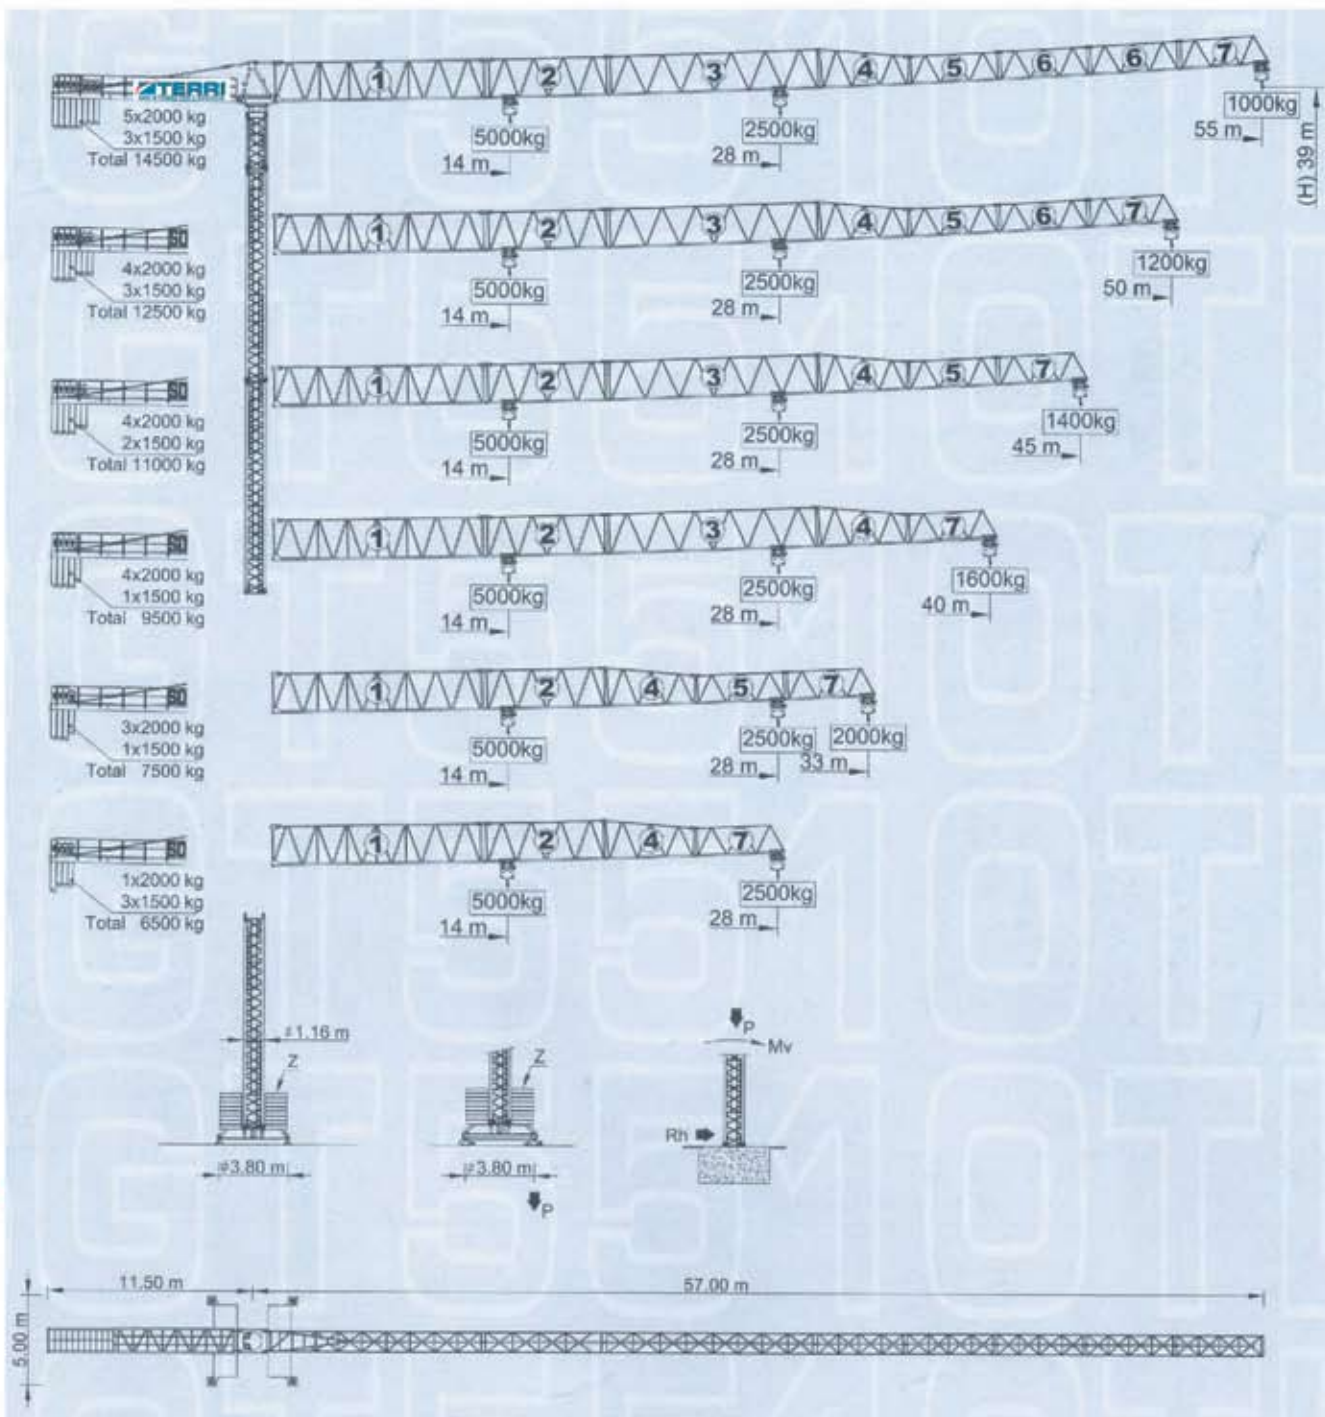 1 2 3 4 5 6 6 7
TERRI
5x2000 kg
3x1500 kg
Total 14500 kg
5000kg
14 m
2500kg
28 m
1000kg
55 m
(H) 39 m
1 2 3 4 5 6 7
4x2000 kg
3x1500 kg
Total 12500 kg
5000kg
14 m
2500kg
28 m
1200kg
50 m
1 2 3 4 5 7
4x2000 kg
2x1500 kg
Total 11000 kg
5000kg
14 m
2500kg
28 m
1400kg
45 m
1 2 3 4 7
4x2000 kg
1x1500 kg
Total 9500 kg
5000kg
14 m
2500kg
28 m
1600kg
40 m
1 2 4 5 7
3x2000 kg
1x1500 kg
Total 7500 kg
5000kg
14 m
2500kg
28 m
2000kg
33 m
1 2 4 7
1x2000 kg
3x1500 kg
Total 6500 kg
5000kg
14 m
2500kg
28 m
1.16 m
Z
3.80 m
Z
3.80 m
P
P
Mv
Rh
11.50 m
57.00 m
5.00 m
GT5510TI